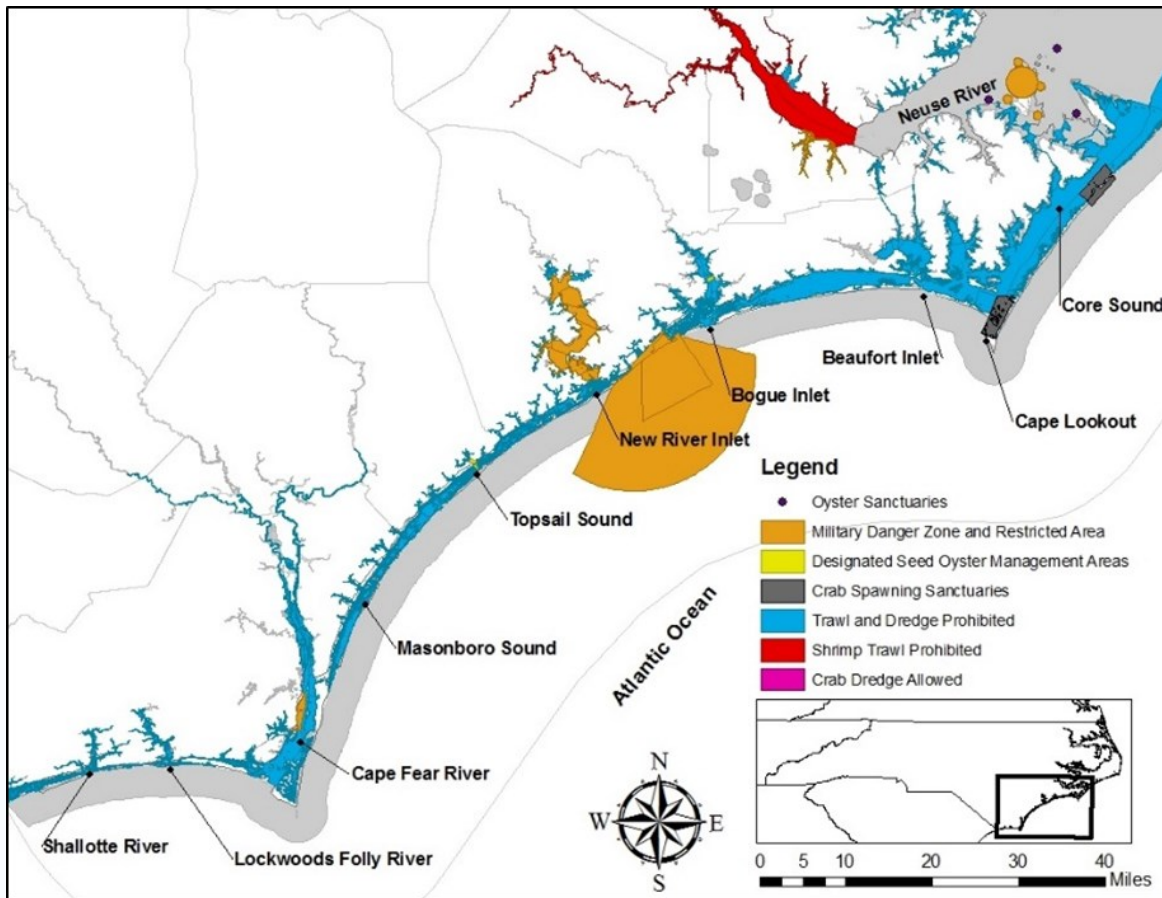 Neuse River
Core Sound
Beaufort Inlet
Bogue Inlet
Cape Lookout
New River Inlet
Legend
Oyster Sanctuaries
Military Danger Zone and Restricted Area
Designated Seed Oyster Management Areas
Crab Spawning Sanctuaries
Trawl and Dredge Prohibited
Shrimp Trawl Prohibited
Crab Dredge Allowed
Topsail Sound
Atlantic Ocean
Masonboro Sound
Cape Fear River
Shallotte River
Lockwoods Folly River
N
W E
S
0 5 10 20 30 40
Miles